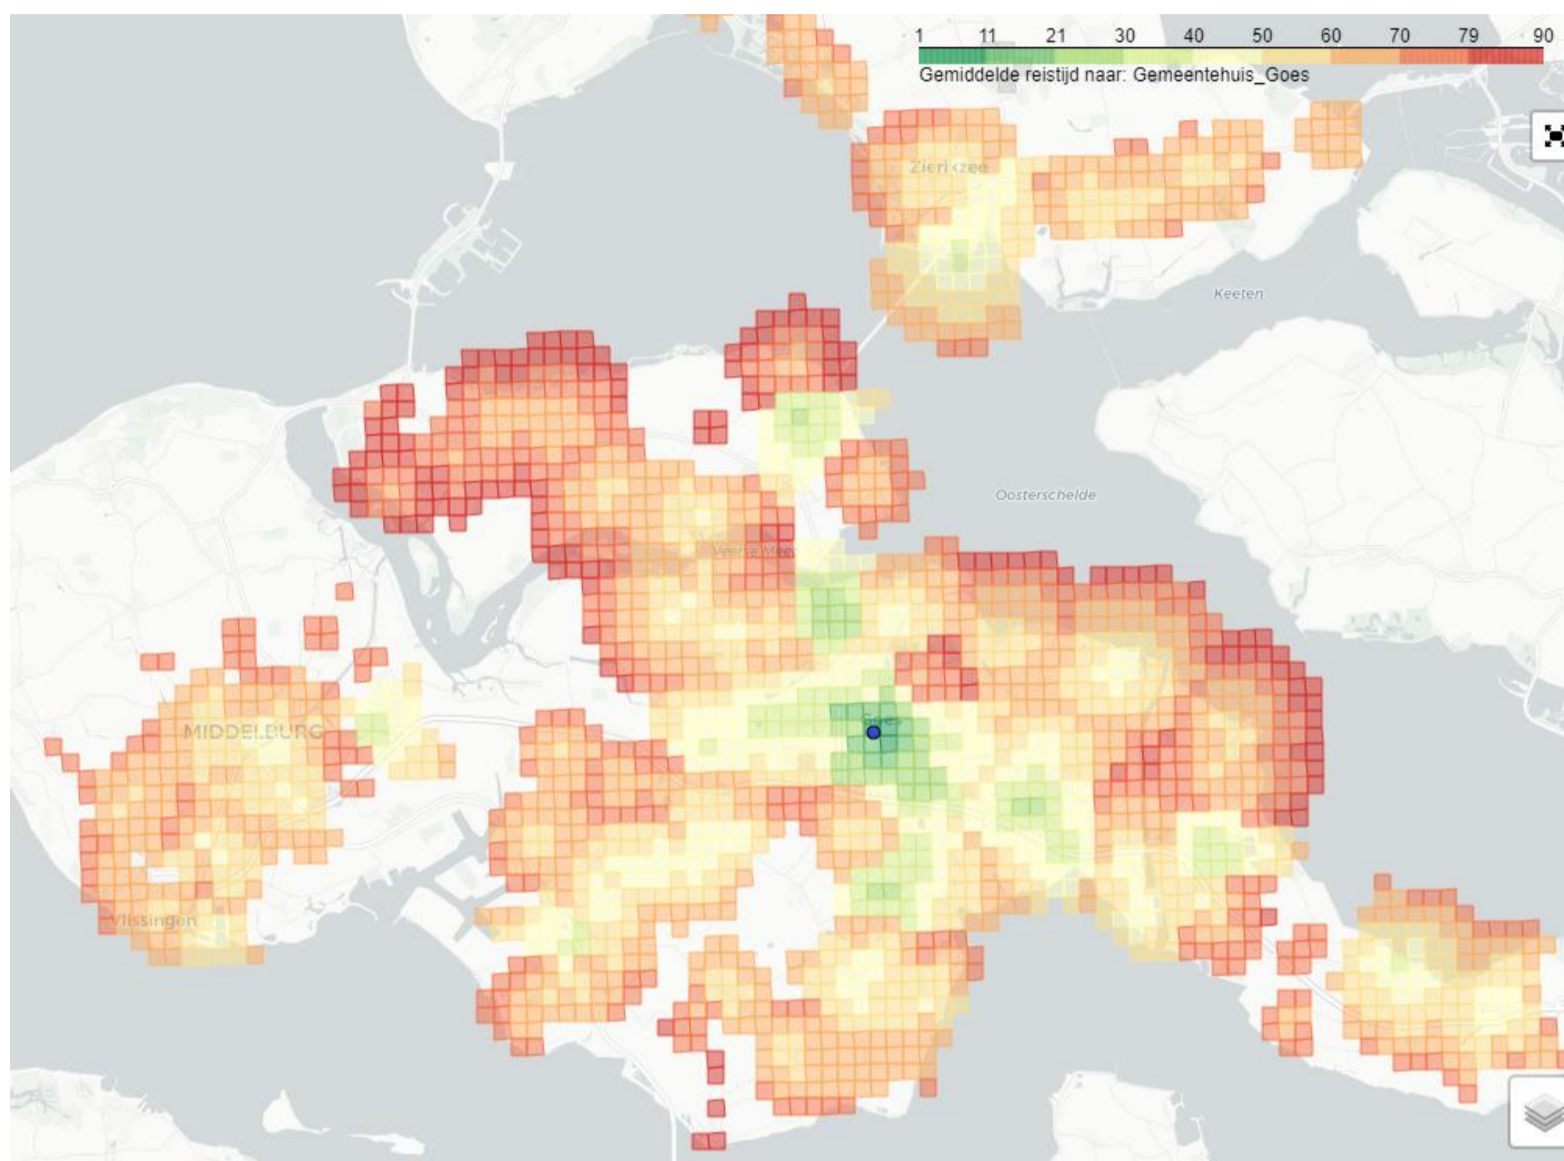 1 11 21 30 40 50 60 70 79 90
Gemiddelde reistijd naar: Gemeentehuis_Goes
Zierikzee
Keeten
Oosterschelde
Veerse Meer
Goes
MIDDELBURG
Vlissingen